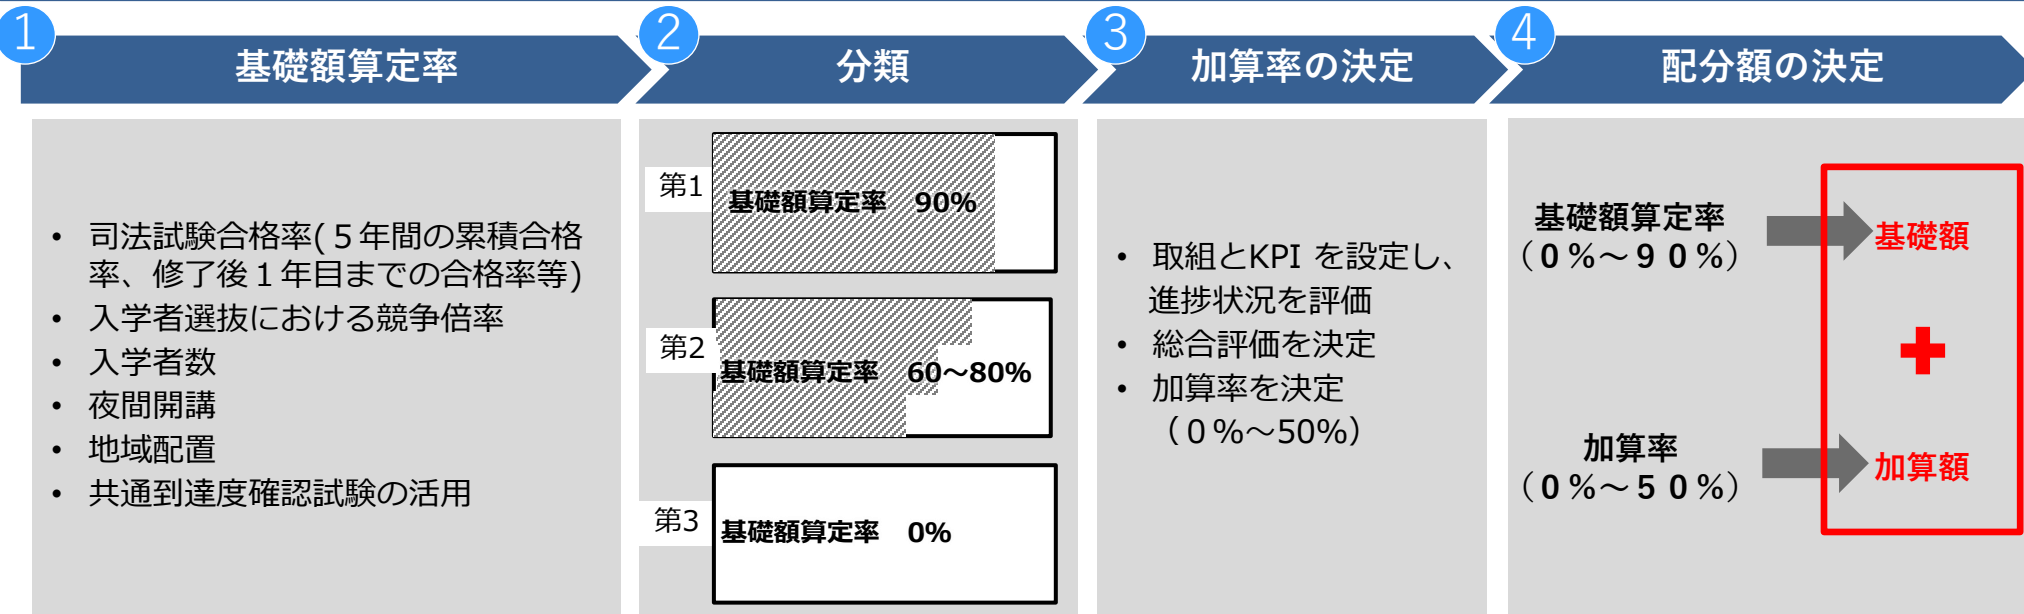 1
基礎額算定率
• 司法試験合格率(５年間の累積合格
率、修了後１年目までの合格率等)
• 入学者選抜における競争倍率
• 入学者数
• 夜間開講
• 地域配置
• 共通到達度確認試験の活用
2
分類
第1
基礎額算定率　90%
第2
基礎額算定率　60～80%
第3
基礎額算定率　0%
3
加算率の決定
• 取組とKPI を設定し、
進捗状況を評価
• 総合評価を決定
• 加算率を決定
（０%～50%）
4
配分額の決定
基礎額算定率
（０%～９０%）
基礎額
+
加算率
（０%～５０%）
加算額